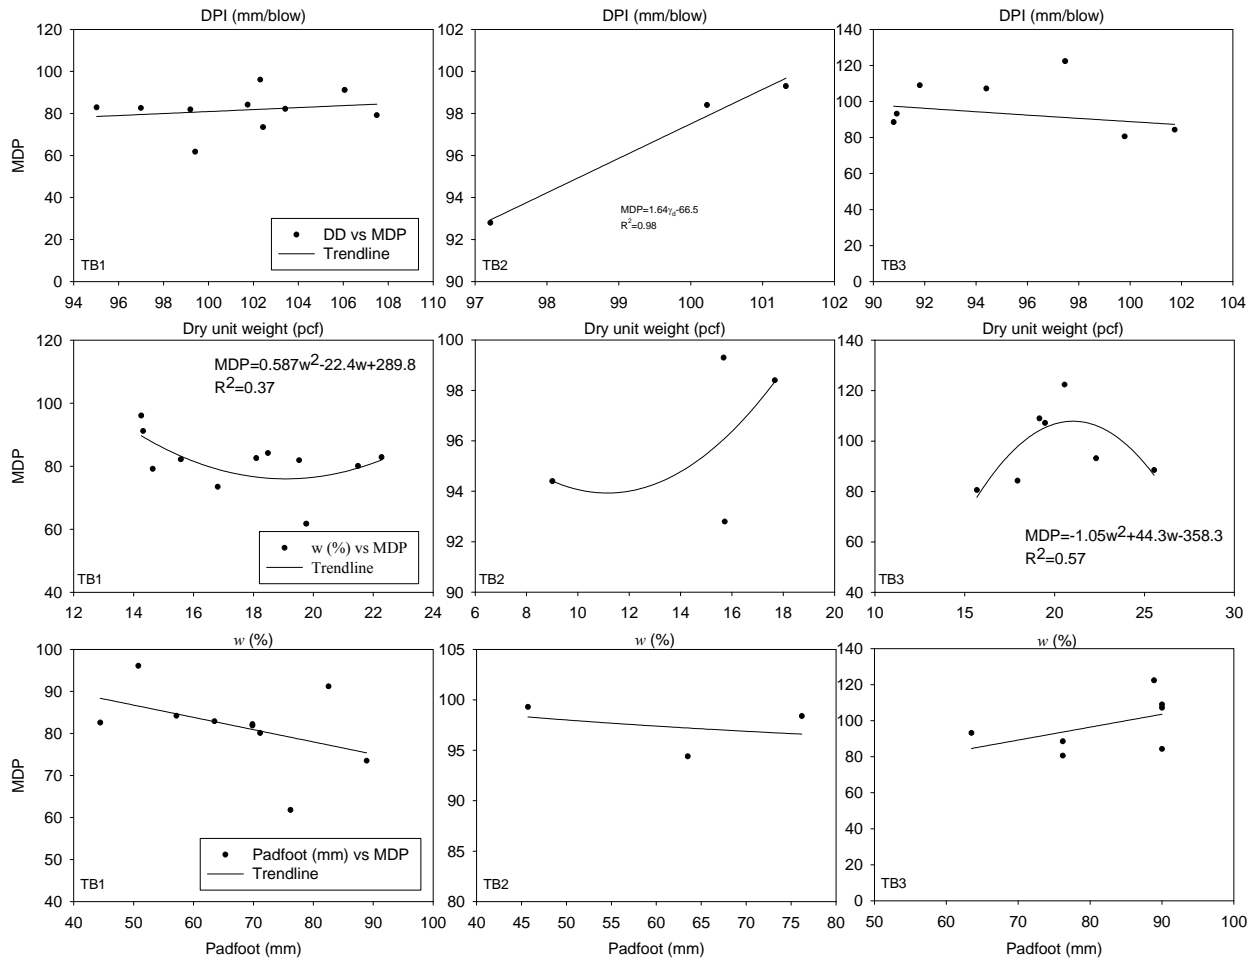 DPI (mm/blow) DPI (mm/blow) DPI (mm/blow)
MDP
120
100
80
60
40
20
0
DD vs MDP
Trendline
TB1
94 96 98 100 102 104 106 108 110
102
100
98
96
94
92
90
MDP=1.64γd-66.5
R2=0.98
TB2
97 98 99 100 101 102
140
120
100
80
60
40
20
0
TB3
90 92 94 96 98 100 102 104
Dry unit weight (pcf) Dry unit weight (pcf) Dry unit weight (pcf)
MDP
120
100
80
60
40
MDP=0.587w2-22.4w+289.8
R2=0.37
w (%) vs MDP
Trendline
TB1
12 14 16 18 20 22 24
100
98
96
94
92
90
TB2
6 8 10 12 14 16 18 20
140
120
100
80
60
40
MDP=-1.05w2+44.3w-358.3
R2=0.57
TB3
10 15 20 25 30
w (%) w (%) w (%)
MDP
100
90
80
70
60
50
40
Padfoot (mm) vs MDP
Trendline
TB1
40 50 60 70 80 90 100
105
100
95
90
85
80
TB2
40 45 50 55 60 65 70 75 80
140
120
100
80
60
40
20
0
TB3
50 60 70 80 90 100
Padfoot (mm) Padfoot (mm) Padfoot (mm)